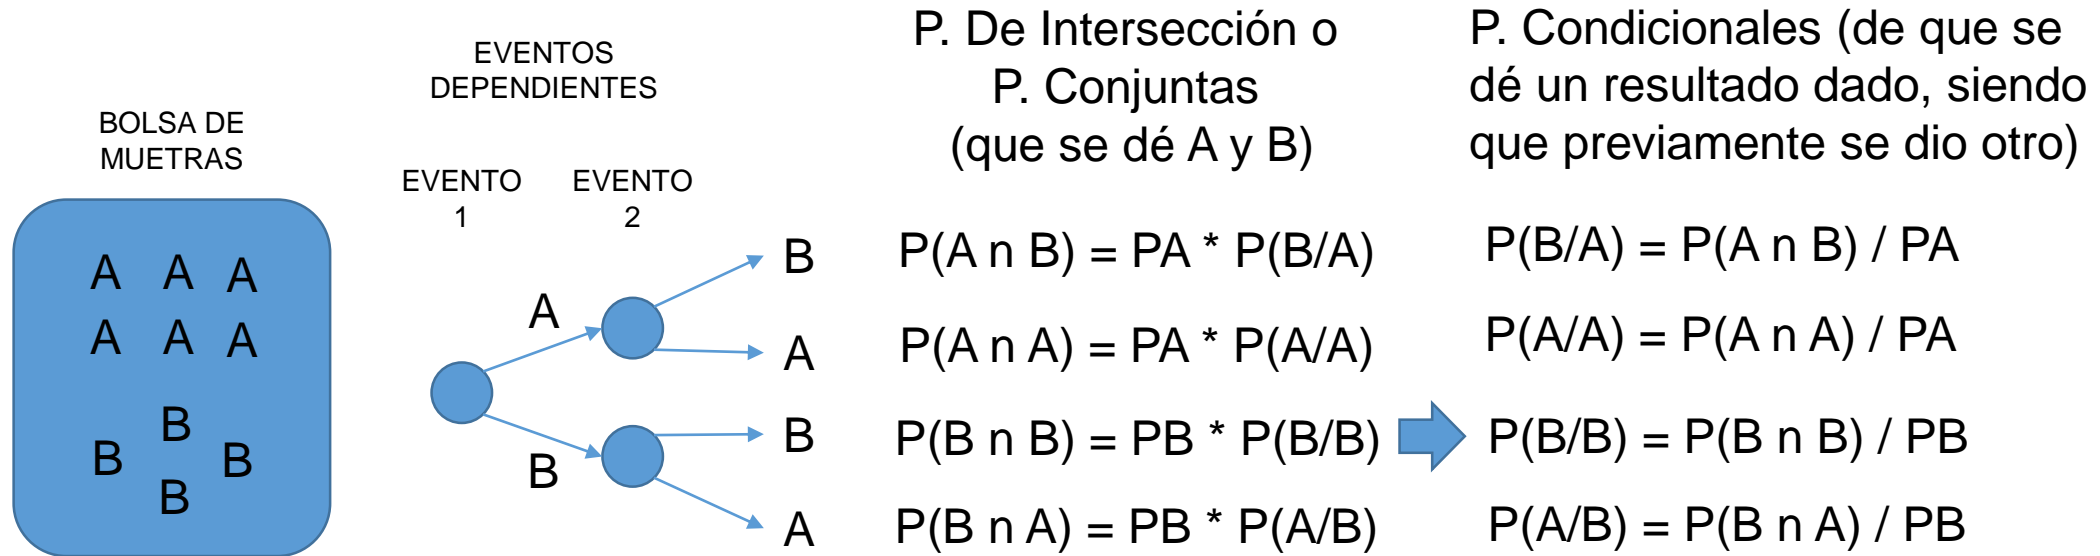 BOLSA DE
MUETRAS
A A A
A A A
B
B B
B
EVENTOS
DEPENDIENTES
EVENTO
1
EVENTO
2
A
B
B
A
B
A
P. De Intersección o
P. Conjuntas
(que se dé A y B)
P(A n B) = PA * P(B/A)
P(A n A) = PA * P(A/A)
P(B n B) = PB * P(B/B)
P(B n A) = PB * P(A/B)
P. Condicionales (de que se
dé un resultado dado, siendo
que previamente se dio otro)
P(B/A) = P(A n B) / PA
P(A/A) = P(A n A) / PA
P(B/B) = P(B n B) / PB
P(A/B) = P(B n A) / PB